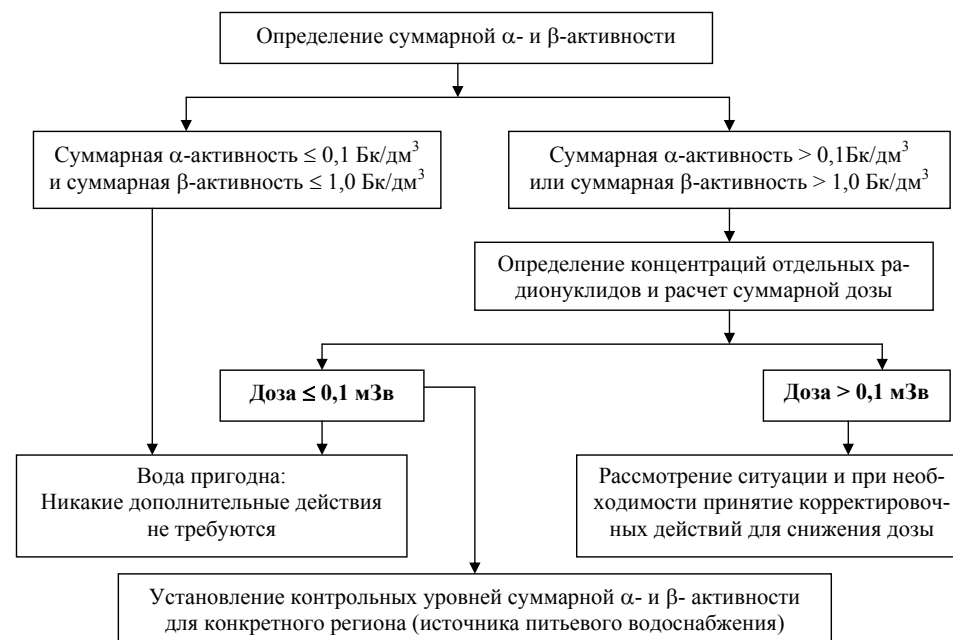 Определение суммарной α- и β-активности
Суммарная α-активность ≤ 0,1 Бк/дм³
и суммарная β-активность ≤ 1,0 Бк/дм³
Суммарная α-активность > 0,1Бк/дм³
или суммарная β-активность > 1,0 Бк/дм³
Определение концентраций отдельных ра-
дионуклидов и расчет суммарной дозы
Доза ≤ 0,1 мЗв
Доза > 0,1 мЗв
Вода пригодна:
Никакие дополнительные действия
не требуются
Рассмотрение ситуации и при необ-
ходимости принятие корректировоч-
ных действий для снижения дозы
Установление контрольных уровней суммарной α- и β- активности
для конкретного региона (источника питьевого водоснабжения)